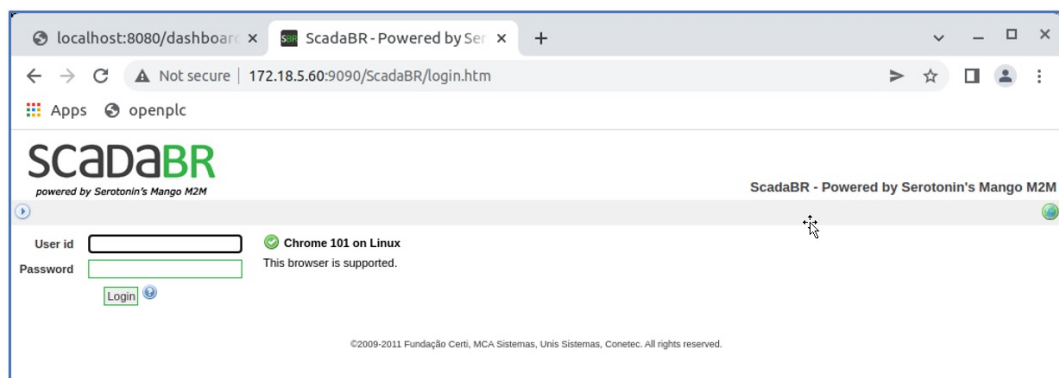 localhost:8080/dashboar
ScadaBR - Powered by Ser
Not secure | 172.18.5.60:9090/ScadaBR/login.htm
Apps openplc
scadaBR
powered by Serotonin's Mango M2M
ScadaBR - Powered by Serotonin's Mango M2M
User id
Chrome 101 on Linux
Password
This browser is supported.
Login
©2009-2011 Fundação Certi, MCA Sistemas, Unis Sistemas, Conetec. All rights reserved.